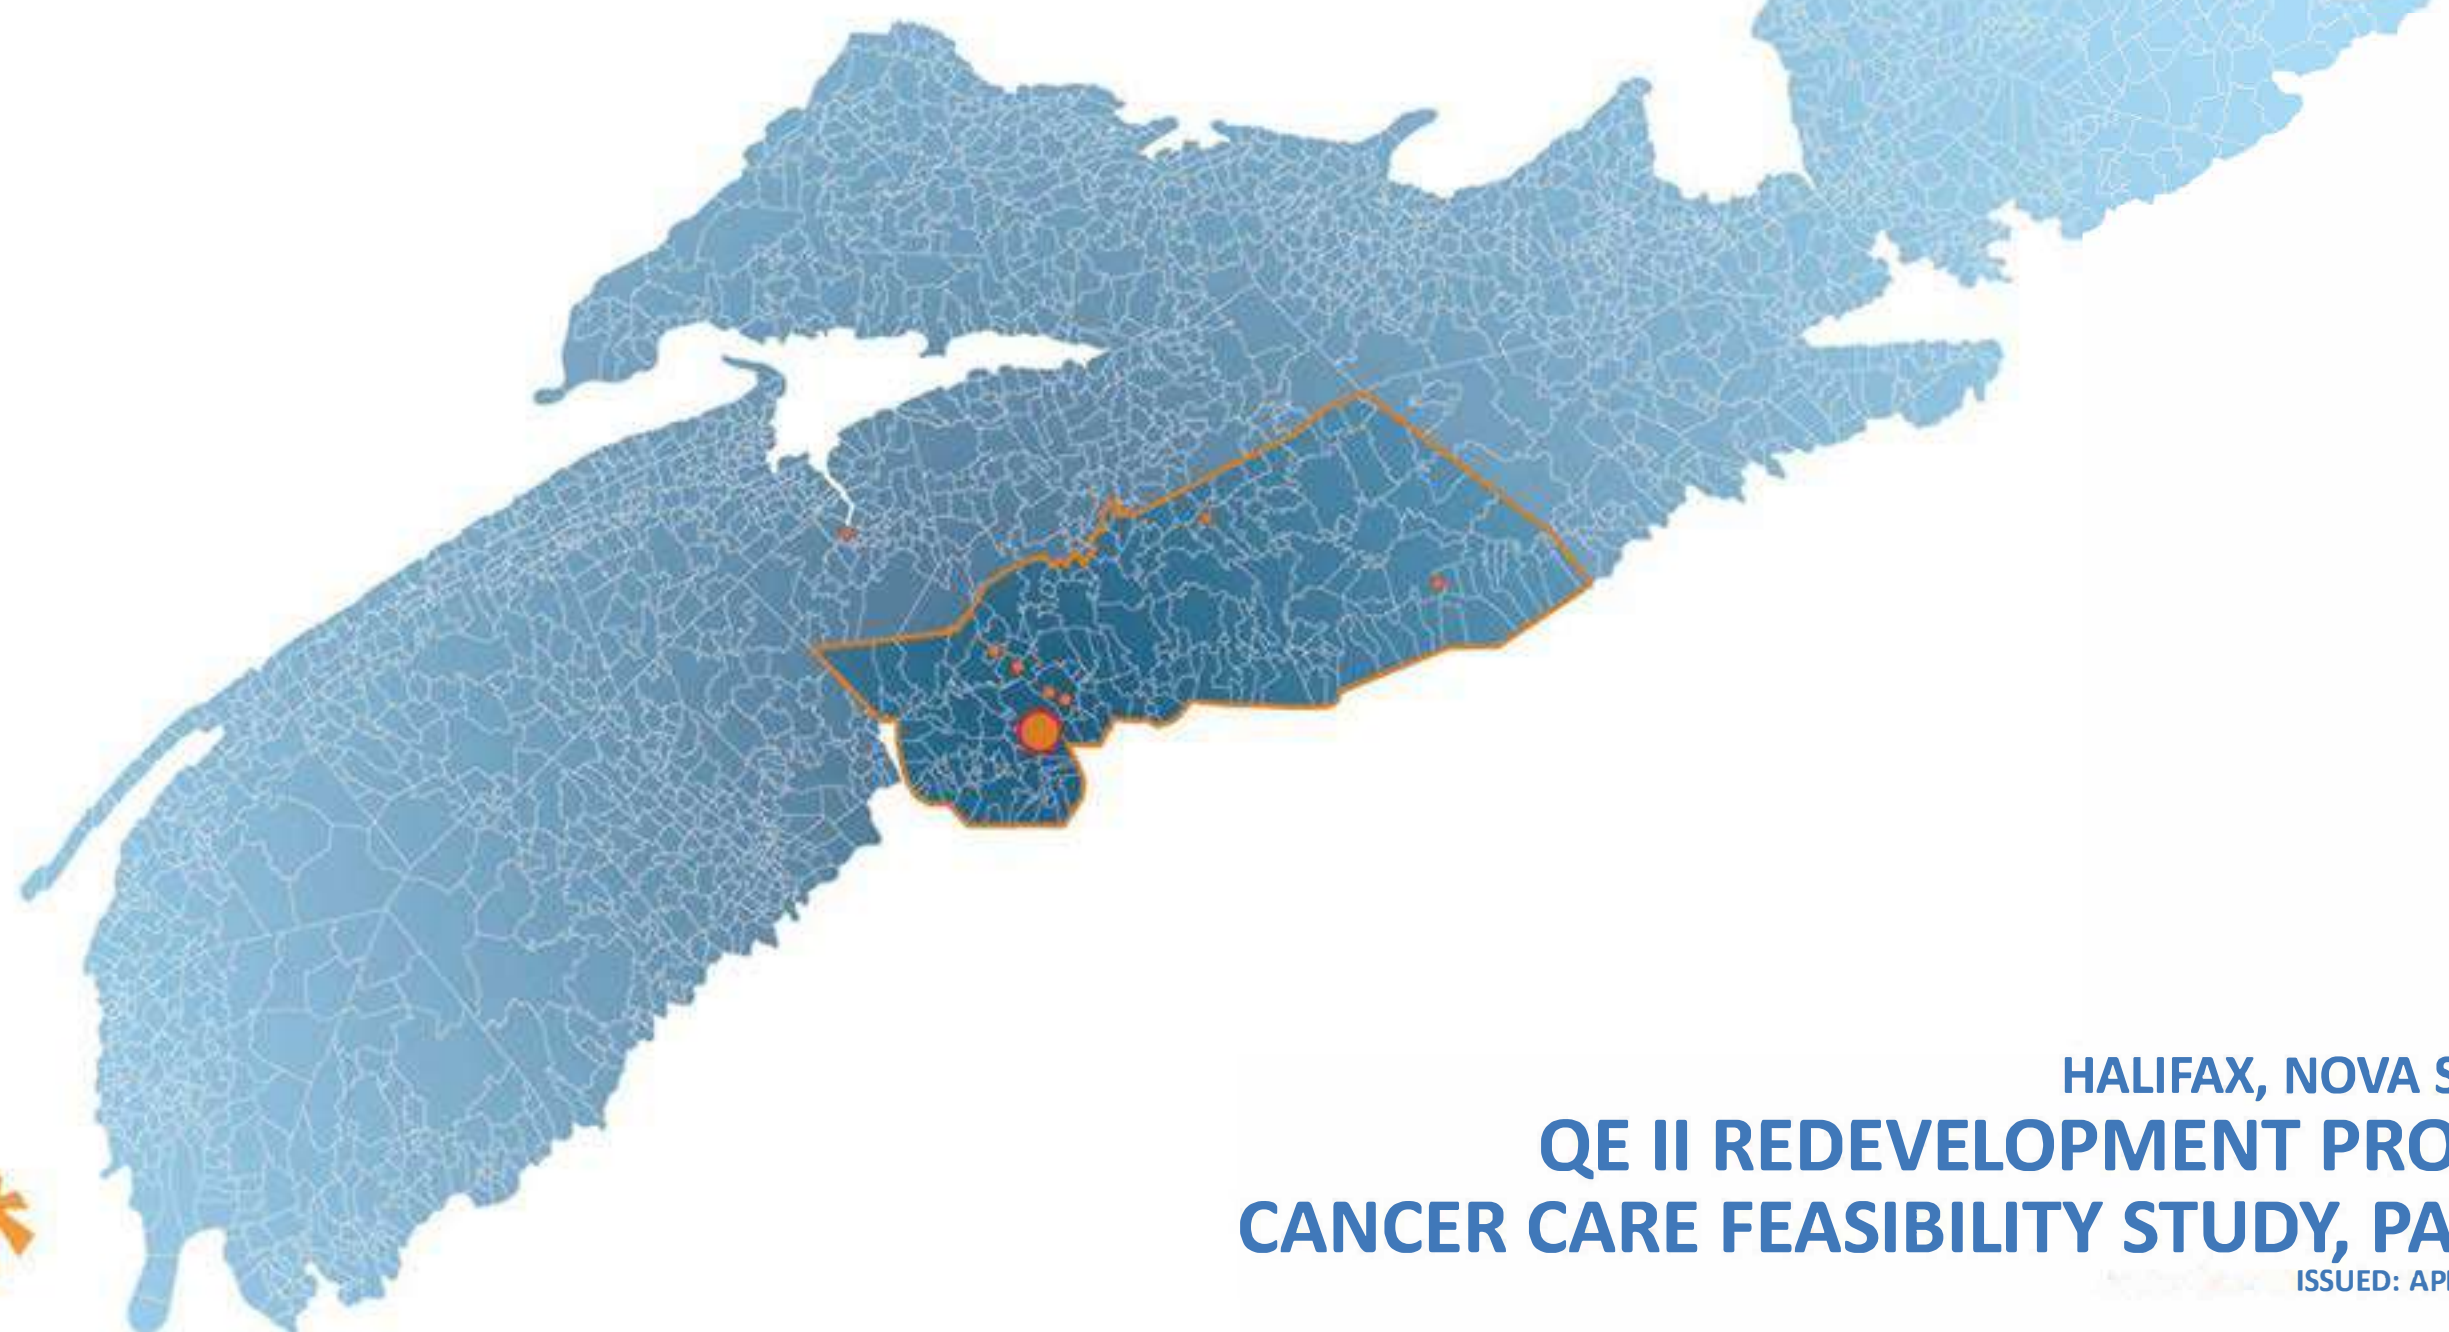 HALIFAX, NOVA S
QE II REDEVELOPMENT PRO
CANCER CARE FEASIBILITY STUDY, PA
ISSUED: AP